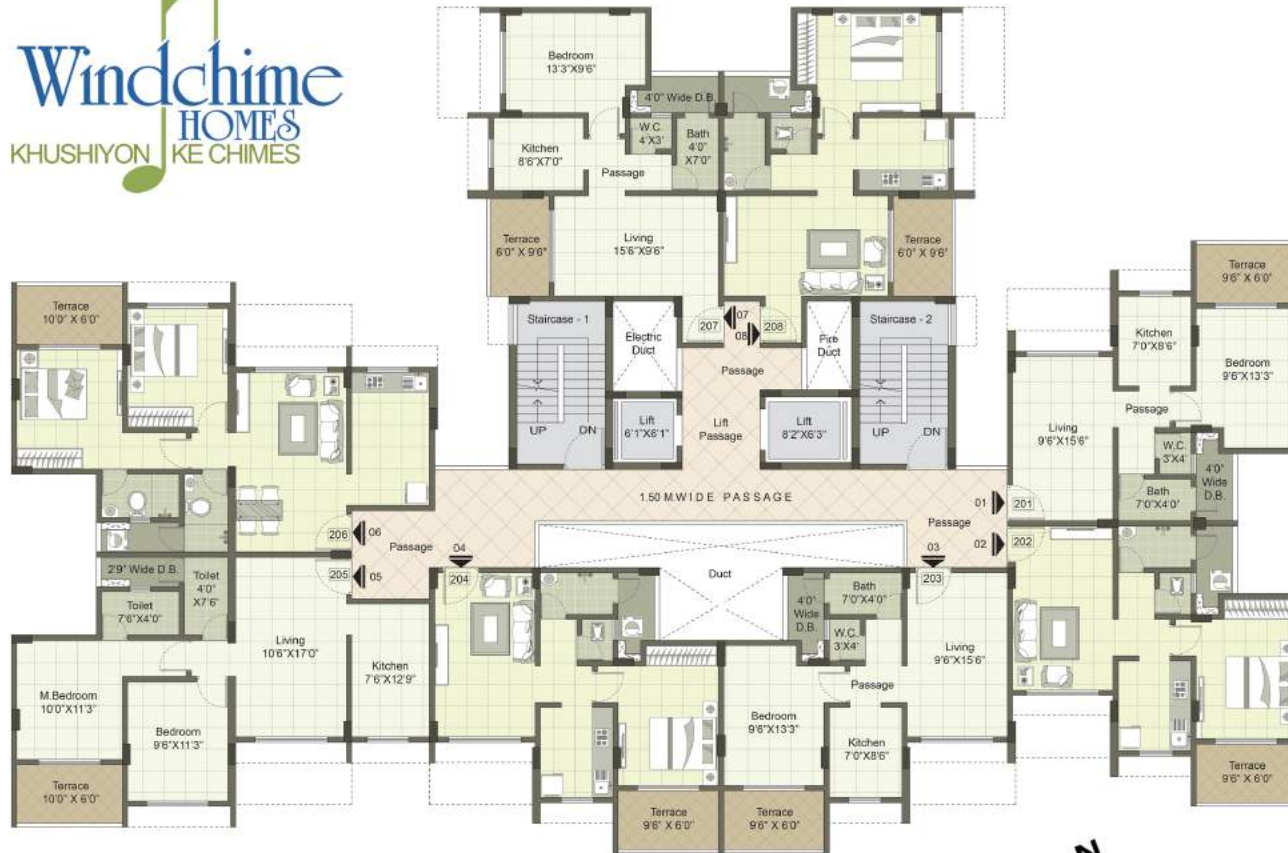 Windchime
HOMES
KHUSHIYON KE CHIMES
Bedroom
13'3"X9'6"
4'0" Wide D.B.
W.C.
4'X3'
Bath
4'0"
X7'0"
Kitchen
8'6"X7'0"
Passage
Terrace
6'0" X 9'6"
Living
15'6"X9'6"
Terrace
6'0" X 9'6"
Staircase - 1
UP
DN
Electric
Duct
207
07
08
208
Fire
Duct
Staircase - 2
UP
DN
Passage
Lift
6'1"X6'1"
Lift
Passage
Lift
8'2"X6'3"
1.50 M.WIDE PASSAGE
Terrace
10'0" X 6'0"
206
06
Passage
205
05
04
204
2'9" Wide D.B.
Toilet
4'0"
X7'6"
Toilet
7'6"X4'0"
Living
10'6"X17'0"
Kitchen
7'6"X12'9"
M.Bedroom
10'0"X11'3"
Bedroom
9'6"X11'3"
Terrace
10'0" X 6'0"
Duct
4'0"
Wide
D.B.
Bath
7'0"X4'0"
W.C.
3'X4'
Living
9'6"X15'6"
Passage
Bedroom
9'6"X13'3"
Kitchen
7'0"X8'6"
Terrace
9'6" X 6'0"
Terrace
9'6" X 6'0"
03
203
Passage
01
201
02
202
Terrace
9'6" X 6'0"
Kitchen
7'0"X8'6"
Bedroom
9'6"X13'3"
Passage
Living
9'6"X15'6"
W.C.
3'X4'
Bath
7'0"X4'0"
4'0"
Wide
D.B.
Terrace
9'6" X 6'0"
N